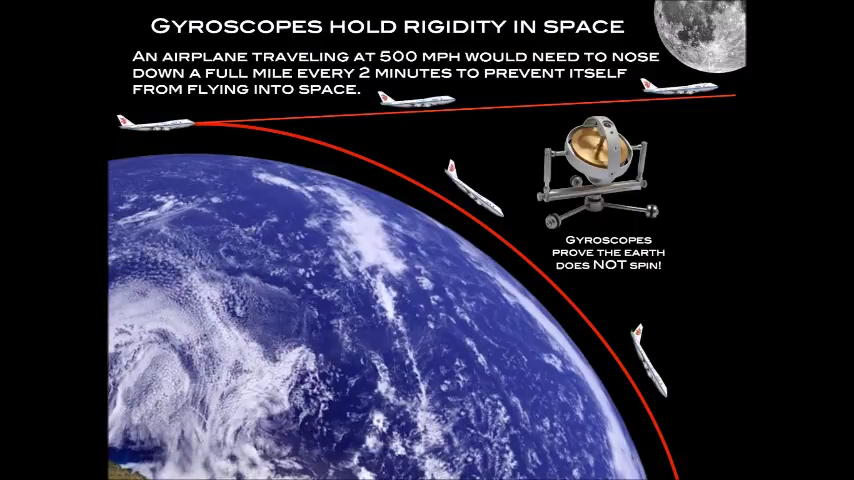 Gyroscopes hold rigidity in space
An airplane traveling at 500 mph would need to nose
down a full mile every 2 minutes to prevent itself
from flying into space.
Gyroscopes
prove the earth
does NOT spin!